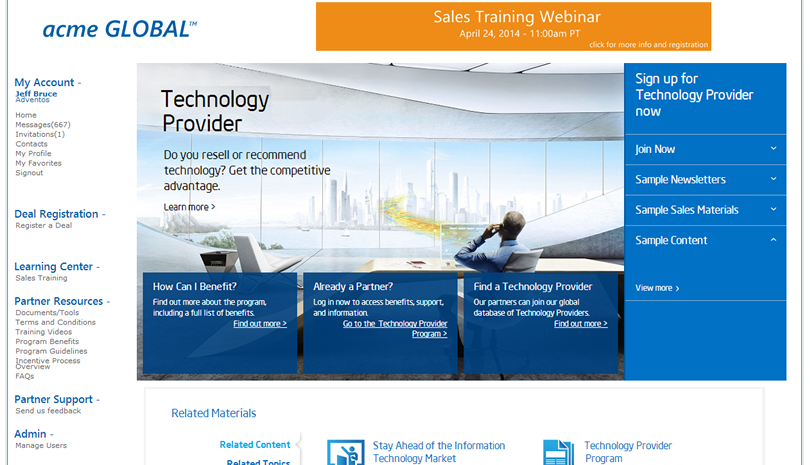 acme GLOBAL™
Sales Training Webinar
April 24, 2014 - 11:00am PT
click for more info and registration
My Account -
Jeff Bruce
Adventos
Home
Messages(667)
Invitations(1)
Contacts
My Profile
My Favorites
Signout
Deal Registration -
Register a Deal
Learning Center -
Sales Training
Partner Resources -
Documents/Tools
Terms and Conditions
Training Videos
Program Benefits
Program Guidelines
Incentive Process
Overview
FAQs
Partner Support -
Send us feedback
Admin -
Manage Users
Technology
Provider
Do you resell or recommend
technology? Get the competitive
advantage.
Learn more >
How Can I Benefit?
Find out more about the program,
including a full list of benefits.
Find out more >
Already a Partner?
Log in now to access benefits, support,
and information.
Go to the Technology Provider
Program >
Find a Technology Provider
Our partners can join our global
database of Technology Providers.
Find out more >
Sign up for
Technology Provider
now
Join Now
Sample Newsletters
Sample Sales Materials
Sample Content
View more >
Related Materials
Related Content
Related Topics
Stay Ahead of the Information
Technology Market
Technology Provider
Program